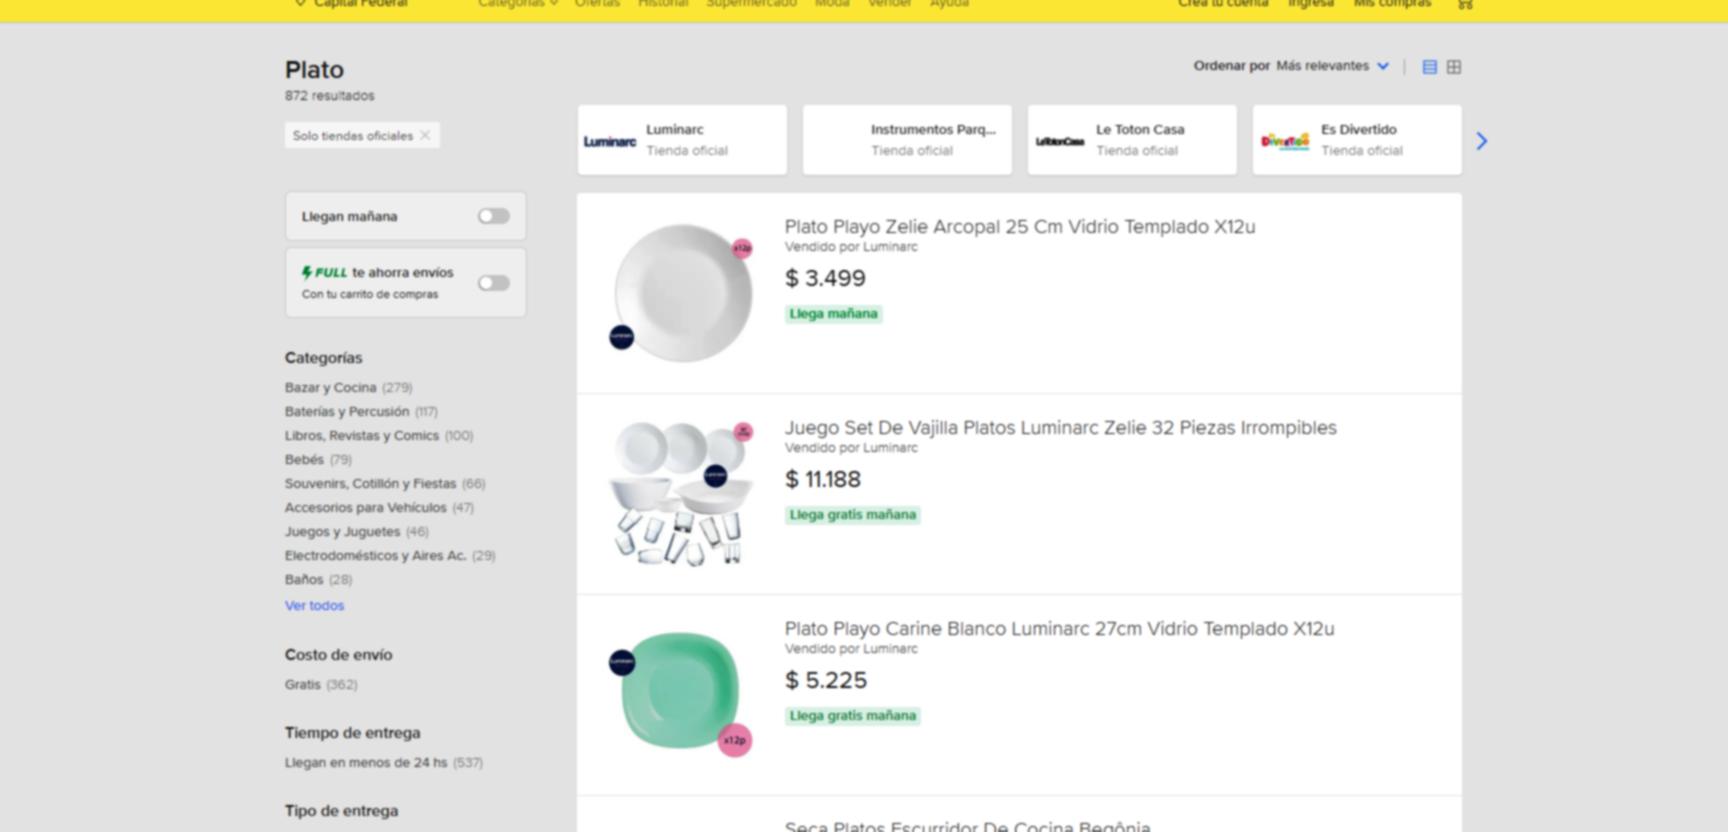 Capital Federal
Categorías
Ofertas
Historial
Supermercado
Moda
Vender
Ayuda
Creá tu cuenta
Ingresá
Mis compras
Plato
872 resultados
Solo tiendas oficiales
Ordenar por Más relevantes
Luminarc
Luminarc
Tienda oficial
Instrumentos Parq...
Tienda oficial
LeTotonCasa
Le Toton Casa
Tienda oficial
Divertido
Es Divertido
Tienda oficial
Llegan mañana
FULL te ahorra envíos
Con tu carrito de compras
Categorías
Bazar y Cocina (279)
Baterías y Percusión (117)
Libros, Revistas y Comics (100)
Bebés (79)
Souvenirs, Cotillón y Fiestas (66)
Accesorios para Vehículos (47)
Juegos y Juguetes (46)
Electrodomésticos y Aires Ac. (29)
Baños (28)
Ver todos
Costo de envío
Gratis (362)
Tiempo de entrega
Llegan en menos de 24 hs (537)
Tipo de entrega
x12p
Plato Playo Zelie Arcopal 25 Cm Vidrio Templado X12u
Vendido por Luminarc
$ 3.499
Llega mañana
Juego Set De Vajilla Platos Luminarc Zelie 32 Piezas Irrompibles
Vendido por Luminarc
$ 11.188
Llega gratis mañana
x12p
Plato Playo Carine Blanco Luminarc 27cm Vidrio Templado X12u
Vendido por Luminarc
$ 5.225
Llega gratis mañana
Seca Platos Escurridor De Cocina Begônia